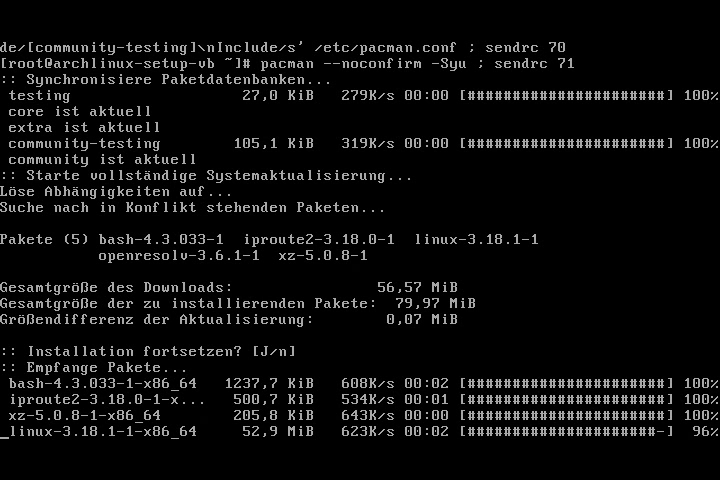 de/[community-testing]\nInclude/s' /etc/pacman.conf ; sendrc 70
[root@archlinux-setup-vb ~]# pacman --noconfirm -Syu ; sendrc 71
:: Synchronisiere Paketdatenbanken...
 testing                   27,0 KiB   279K/s 00:00 [######################] 100%
 core ist aktuell
 extra ist aktuell
 community-testing        105,1 KiB   319K/s 00:00 [######################] 100%
 community ist aktuell
:: Starte vollständige Systemaktualisierung...
Löse Abhängigkeiten auf...
Suche nach in Konflikt stehenden Paketen...

Pakete (5) bash-4.3.033-1  iproute2-3.18.0-1  linux-3.18.1-1
           openresolv-3.6.1-1  xz-5.0.8-1

Gesamtgröße des Downloads:                56,57 MiB
Gesamtgröße der zu installierenden Pakete:  79,97 MiB
Größendifferenz der Aktualisierung:        0,07 MiB

:: Installation fortsetzen? [J/n]
:: Empfange Pakete...
 bash-4.3.033-1-x86_64   1237,7 KiB   608K/s 00:02 [######################] 100%
 iproute2-3.18.0-1-x...   500,7 KiB   534K/s 00:01 [######################] 100%
 xz-5.0.8-1-x86_64        205,8 KiB   643K/s 00:00 [######################] 100%
_linux-3.18.1-1-x86_64     52,9 MiB   623K/s 00:02 [#####################-]  96%